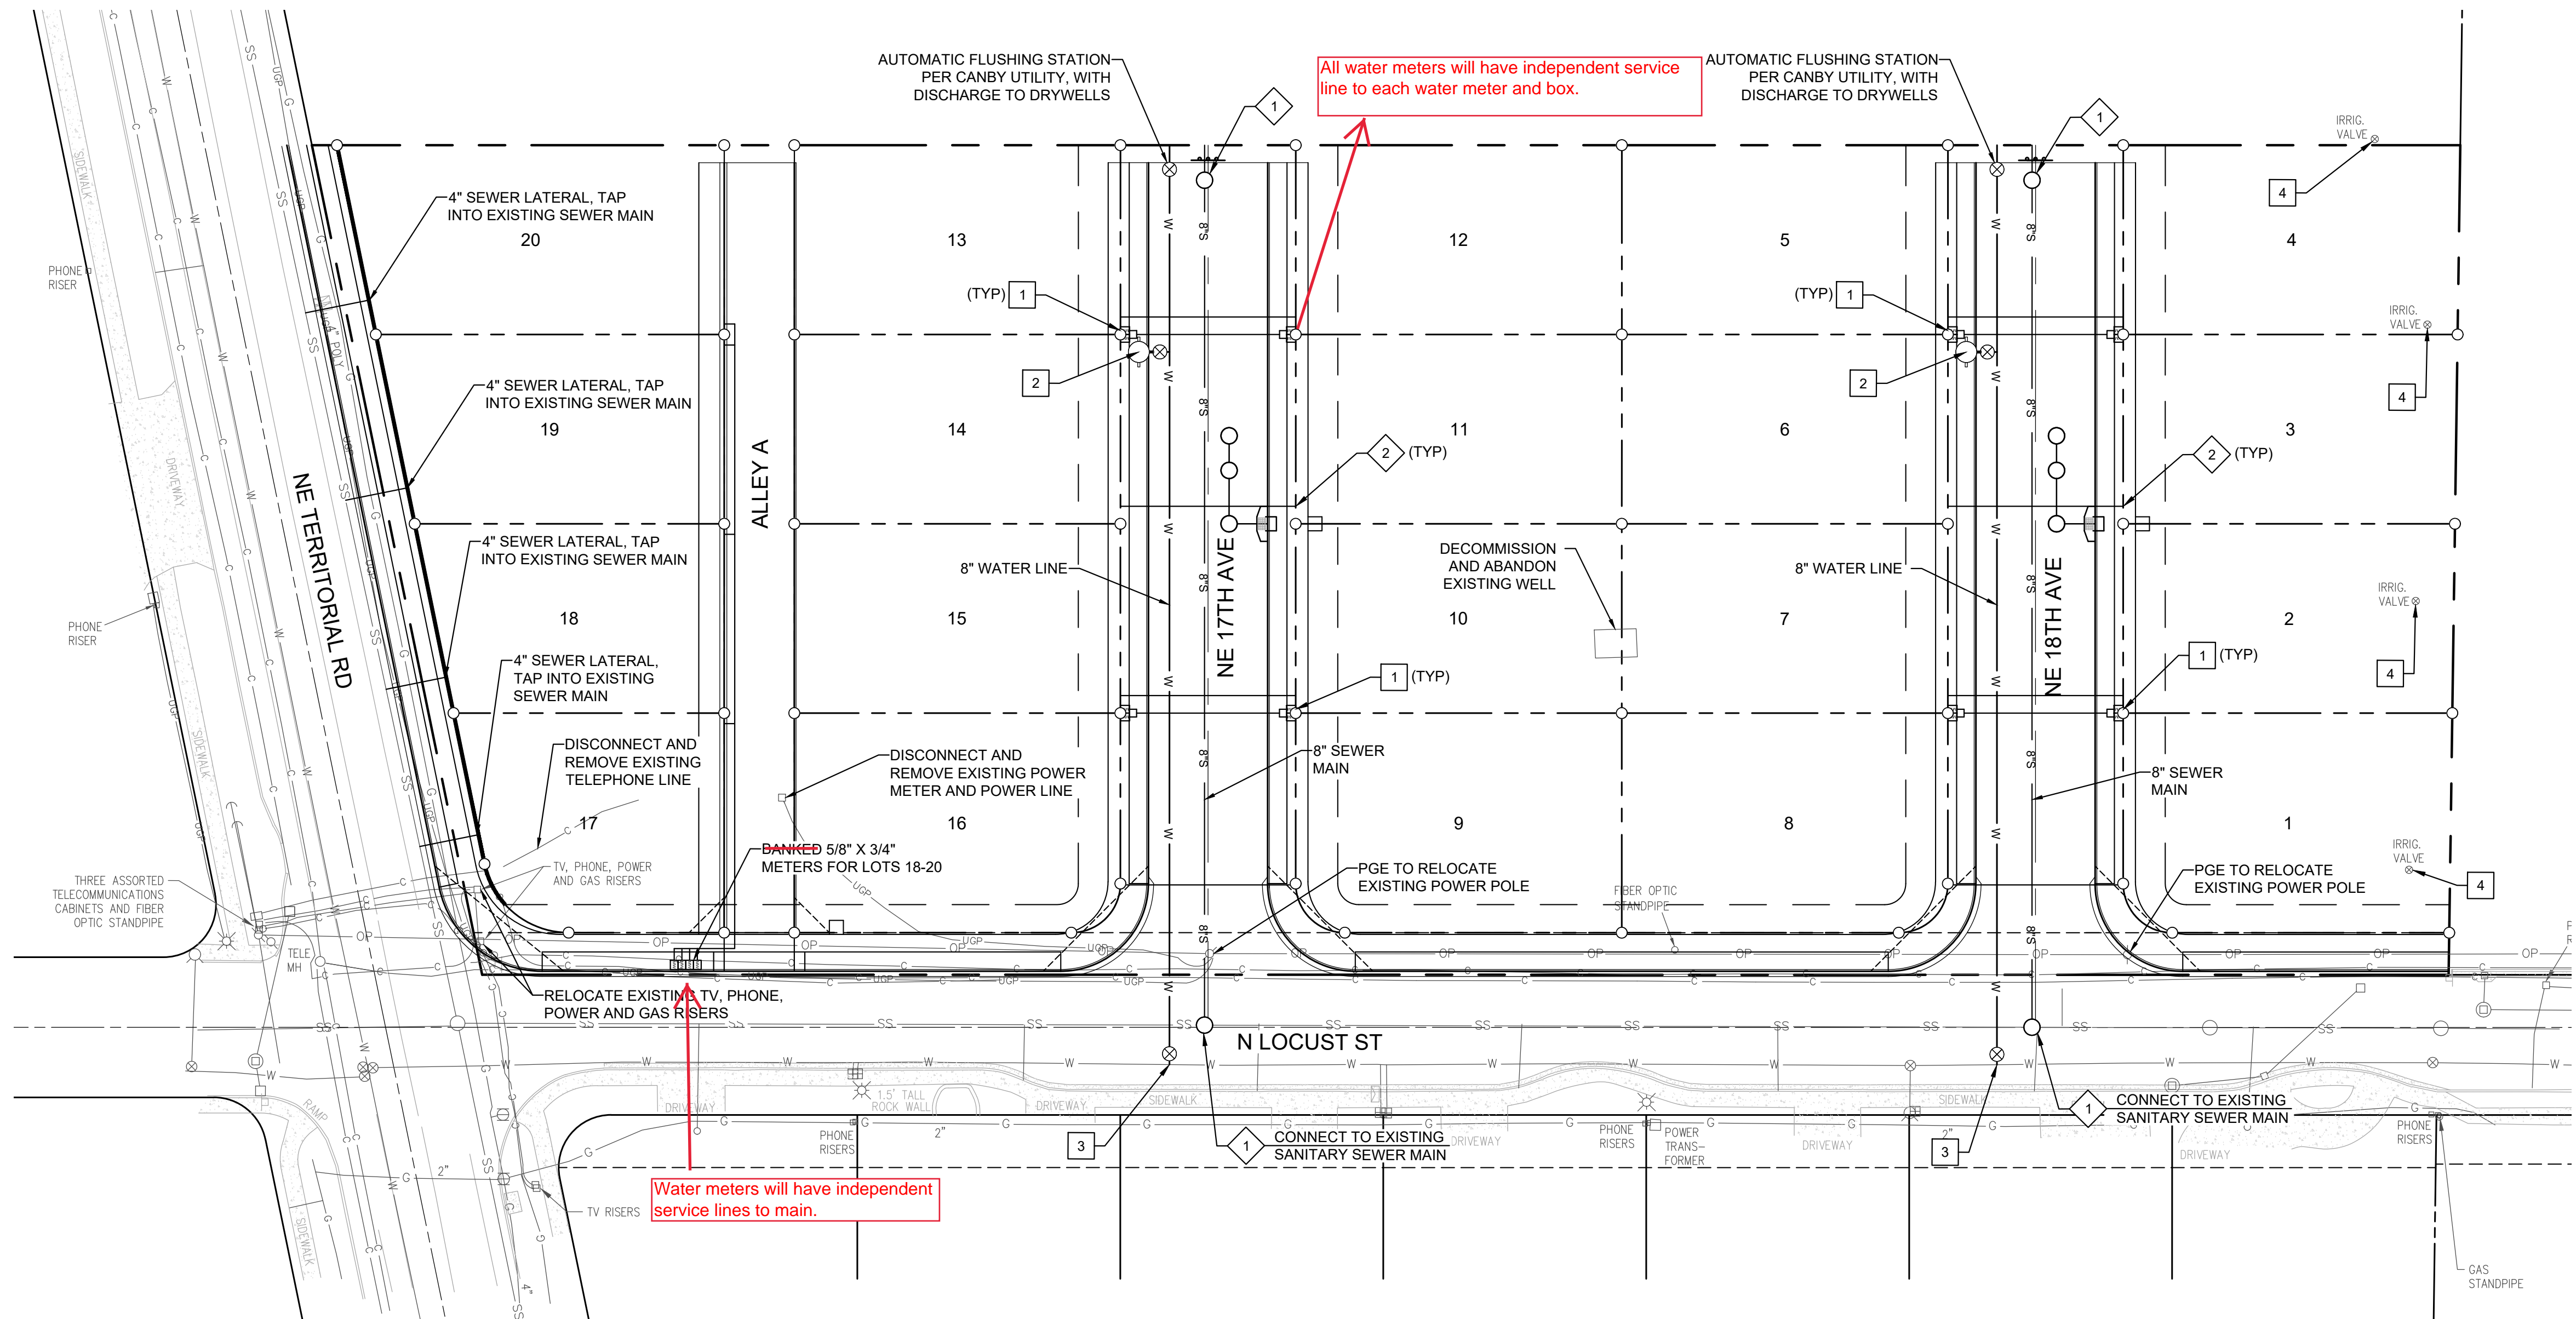 AUTOMATIC FLUSHING STATION
PER CANBY UTILITY, WITH
DISCHARGE TO DRYWELLS
1
All water meters will have independent service
line to each water meter and box.
AUTOMATIC FLUSHING STATION
PER CANBY UTILITY, WITH
DISCHARGE TO DRYWELLS
1
IRRIG.
VALVE
4
SIDEWALK
4" SEWER LATERAL, TAP
INTO EXISTING SEWER MAIN
20
13
12
5
4
PHONE
RISER
(TYP) 1
(TYP) 1
IRRIG.
VALVE
4
2
2
4" POLY
4" SEWER LATERAL, TAP
INTO EXISTING SEWER MAIN
19
14
11
6
3
2 (TYP)
2 (TYP)
DRIVEWAY
ALLEY A
NE TERRITORIAL RD
4" SEWER LATERAL, TAP
INTO EXISTING SEWER MAIN
8" WATER LINE
NE 17TH AVE
DECOMMISSION
AND ABANDON
EXISTING WELL
8" WATER LINE
NE 18TH AVE
IRRIG.
VALVE
4
PHONE
RISER
18
15
10
7
2
4" SEWER LATERAL,
TAP INTO EXISTING
SEWER MAIN
1 (TYP)
1 (TYP)
SIDEWALK
DISCONNECT AND
REMOVE EXISTING
TELEPHONE LINE
DISCONNECT AND
REMOVE EXISTING POWER
METER AND POWER LINE
8" SEWER
MAIN
8" SEWER
MAIN
17
16
9
8
1
BANKED 5/8" X 3/4"
METERS FOR LOTS 18-20
TV, PHONE, POWER
AND GAS RISERS
PGE TO RELOCATE
EXISTING POWER POLE
FIBER OPTIC
STANDPIPE
PGE TO RELOCATE
EXISTING POWER POLE
IRRIG.
VALVE
4
THREE ASSORTED
TELECOMMUNICATIONS
CABINETS AND FIBER
OPTIC STANDPIPE
TELE
MH
RELOCATE EXISTING TV, PHONE,
POWER AND GAS RISERS
N LOCUST ST
RAMP
DRIVEWAY
1.5' TALL
ROCK WALL
DRIVEWAY
SIDEWALK
DRIVEWAY
SIDEWALK
DRIVEWAY
DRIVEWAY
PHONE
RISERS
2"
3
1 CONNECT TO EXISTING
SANITARY SEWER MAIN
PHONE
RISERS
POWER
TRANS-
FORMER
3
2"
1 CONNECT TO EXISTING
SANITARY SEWER MAIN
PHONE
RISERS
2"
Water meters will have independent
service lines to main.
TV RISERS
SIDEWALK
4"
GAS
STANDPIPE